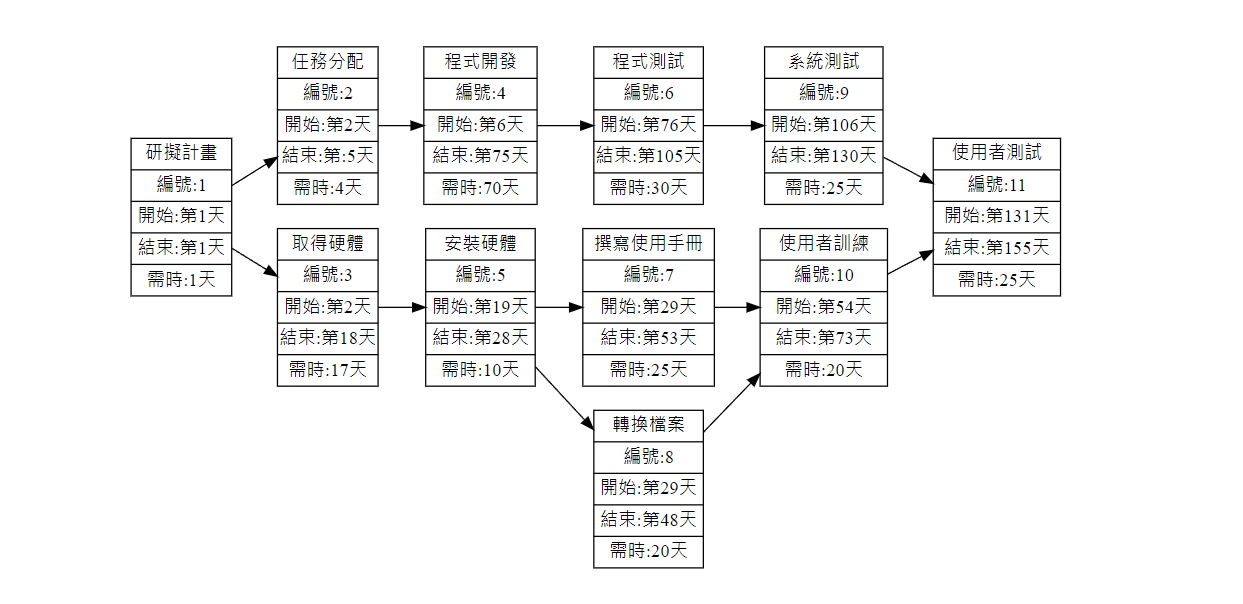 研擬計畫
編號:1
開始:第1天
結束:第1天
需時:1天
任務分配
編號:2
開始:第2天
結束:第:5天
需時:4天
取得硬體
編號:3
開始:第2天
結束:第18天
需時:17天
程式開發
編號:4
開始:第6天
結束:第75天
需時:70天
安裝硬體
編號:5
開始:第19天
結束:第28天
需時:10天
程式測試
編號:6
開始:第76天
結束:第105天
需時:30天
撰寫使用手冊
編號:7
開始:第29天
結束:第53天
需時:25天
轉換檔案
編號:8
開始:第29天
結束:第48天
需時:20天
系統測試
編號:9
開始:第106天
結束:第130天
需時:25天
使用者訓練
編號:10
開始:第54天
結束:第73天
需時:20天
使用者測試
編號:11
開始:第131天
結束:第155天
需時:25天